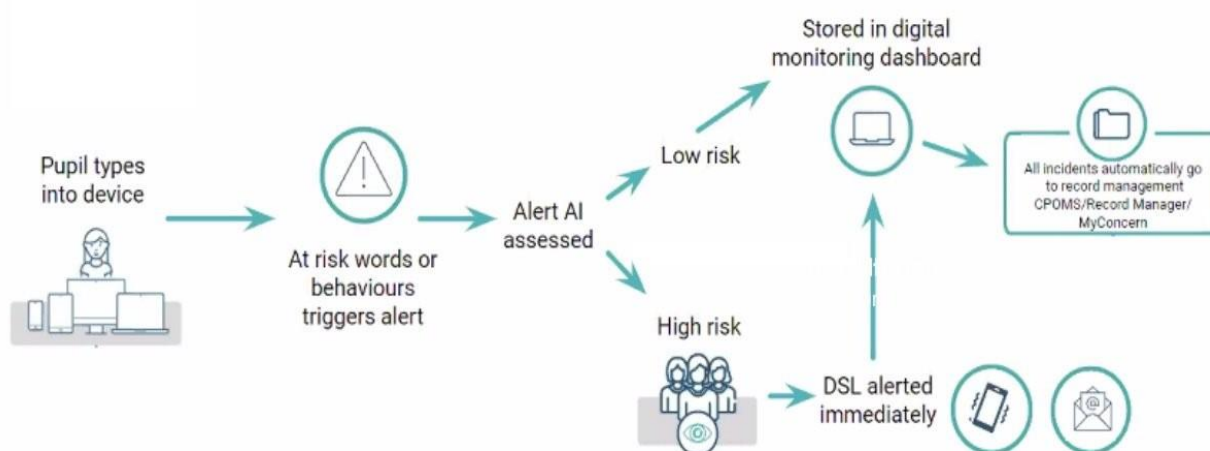 Pupil types
into device
At risk words or
behaviours
triggers alert
Alert AI
assessed
Low risk
Stored in digital
monitoring dashboard
All incidents automatically go
to record management
CPOMS/Record Manager/
MyConcern
High risk
DSL alerted
immediately